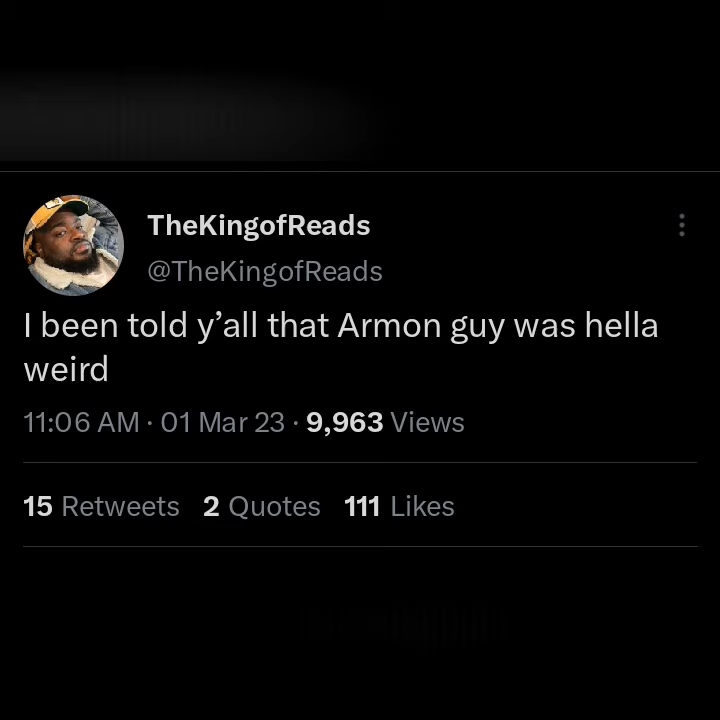 TheKingofReads
@TheKingofReads
I been told y’all that Armon guy was hella
weird
11:06 AM · 01 Mar 23 · 9,963 Views
15 Retweets 2 Quotes 111 Likes